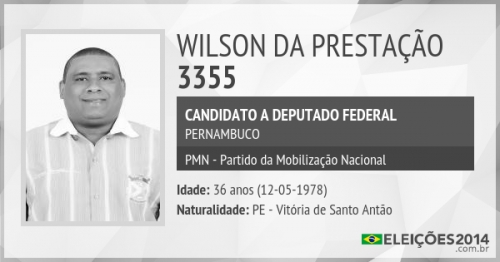 WILSON DA PRESTAÇÃO
3355
CANDIDATO A DEPUTADO FEDERAL
PERNAMBUCO
PMN - Partido da Mobilização Nacional
Idade: 36 anos (12-05-1978)
Naturalidade: PE - Vitória de Santo Antão
ELEIÇÕES2014
.com.br